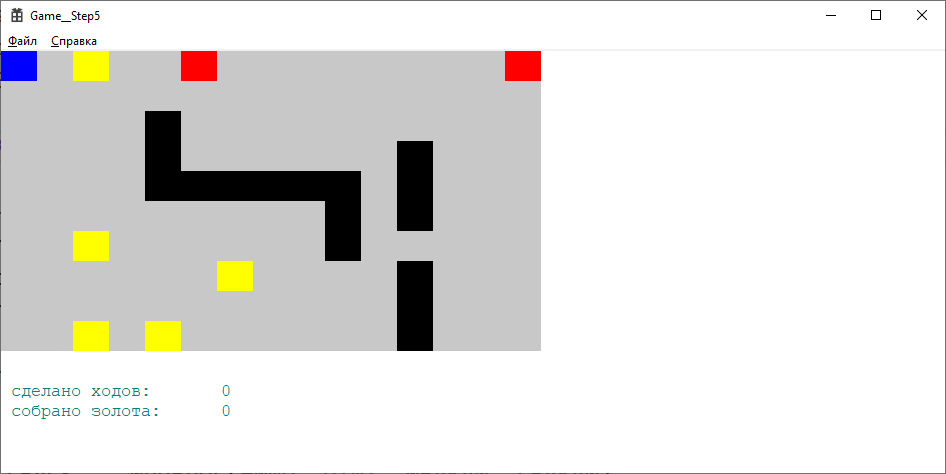 Game__Step5
Файл Справка
сделано ходов: 0
собрано золота: 0